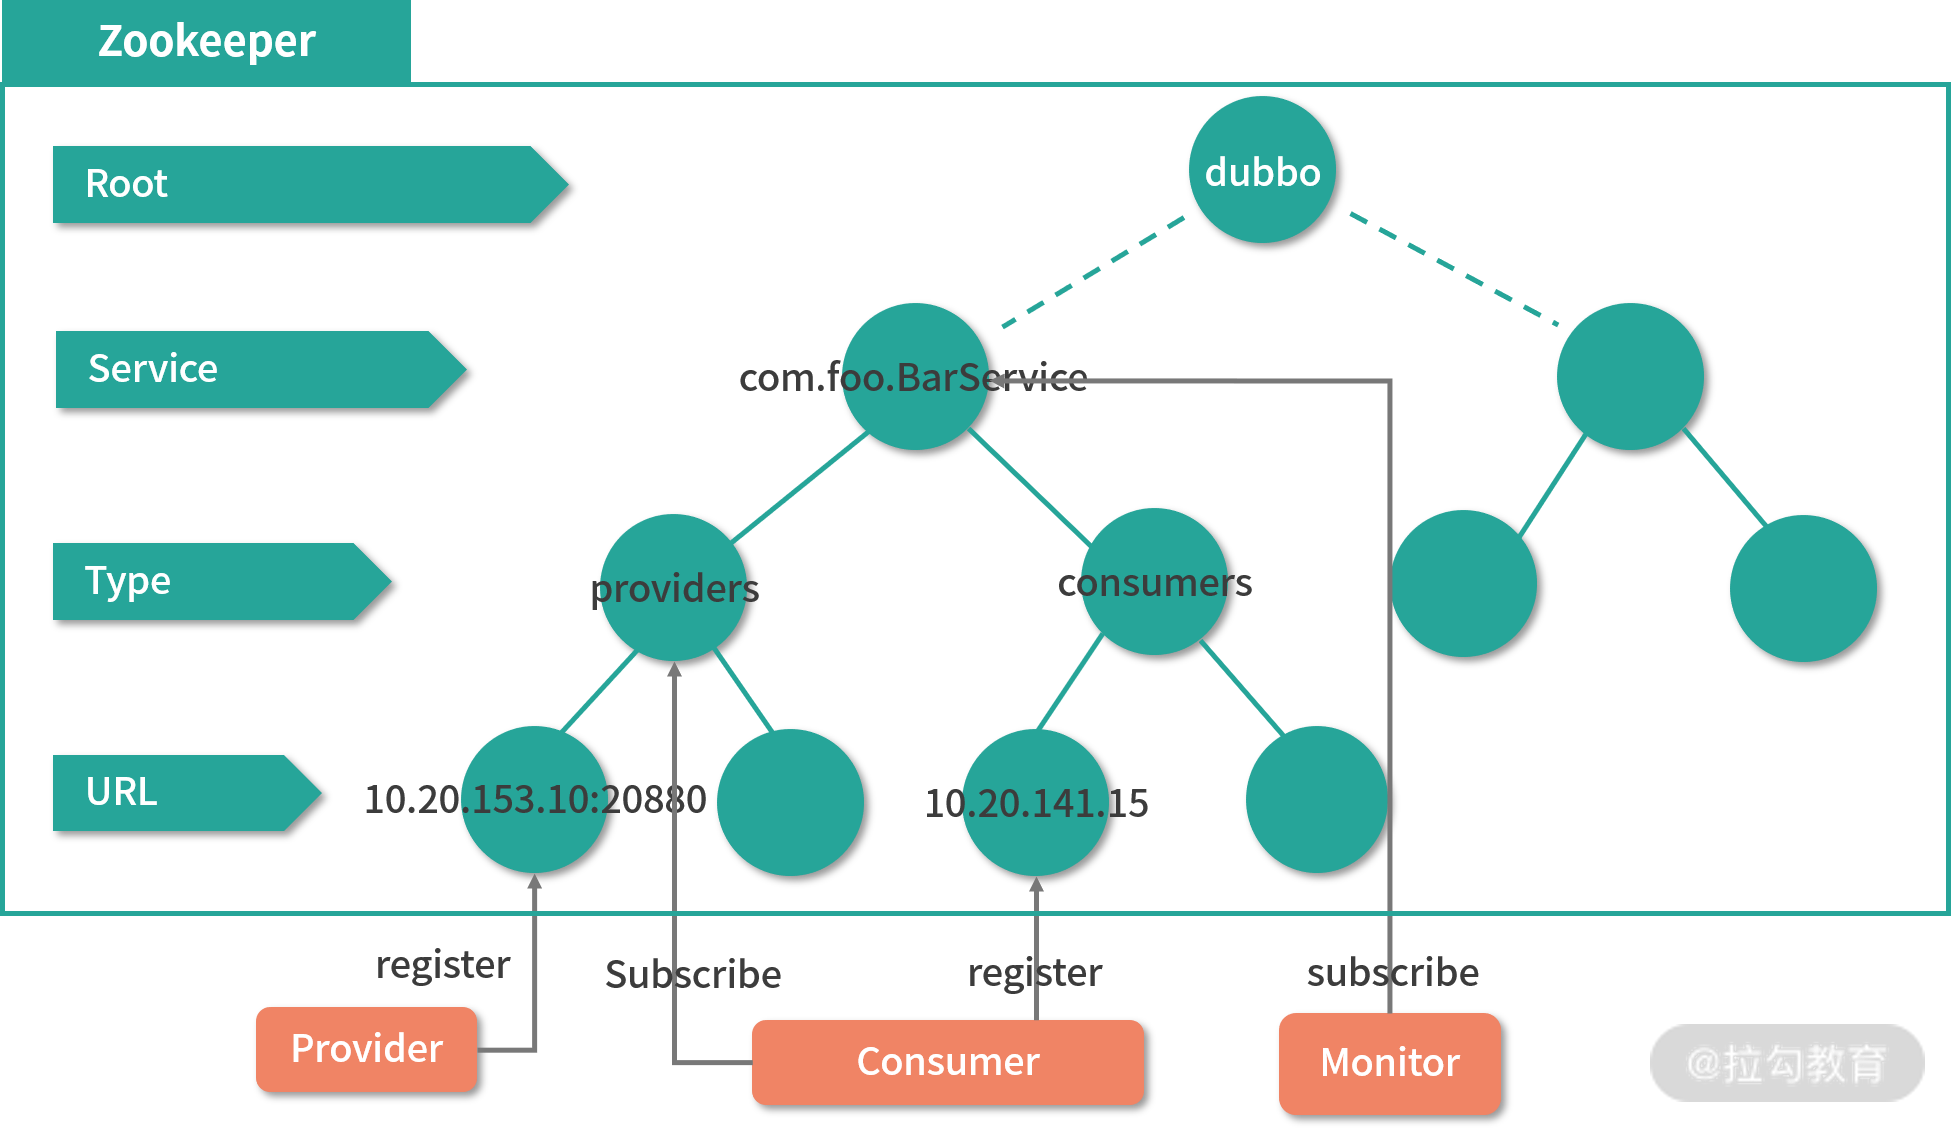 Zookeeper
Root
dubbo
Service
com.foo.BarService
Type
providers
consumers
URL
10.20.153.10:20880
10.20.141.15
register
Subscribe
register
subscribe
Provider
Consumer
Monitor
@拉勾教育